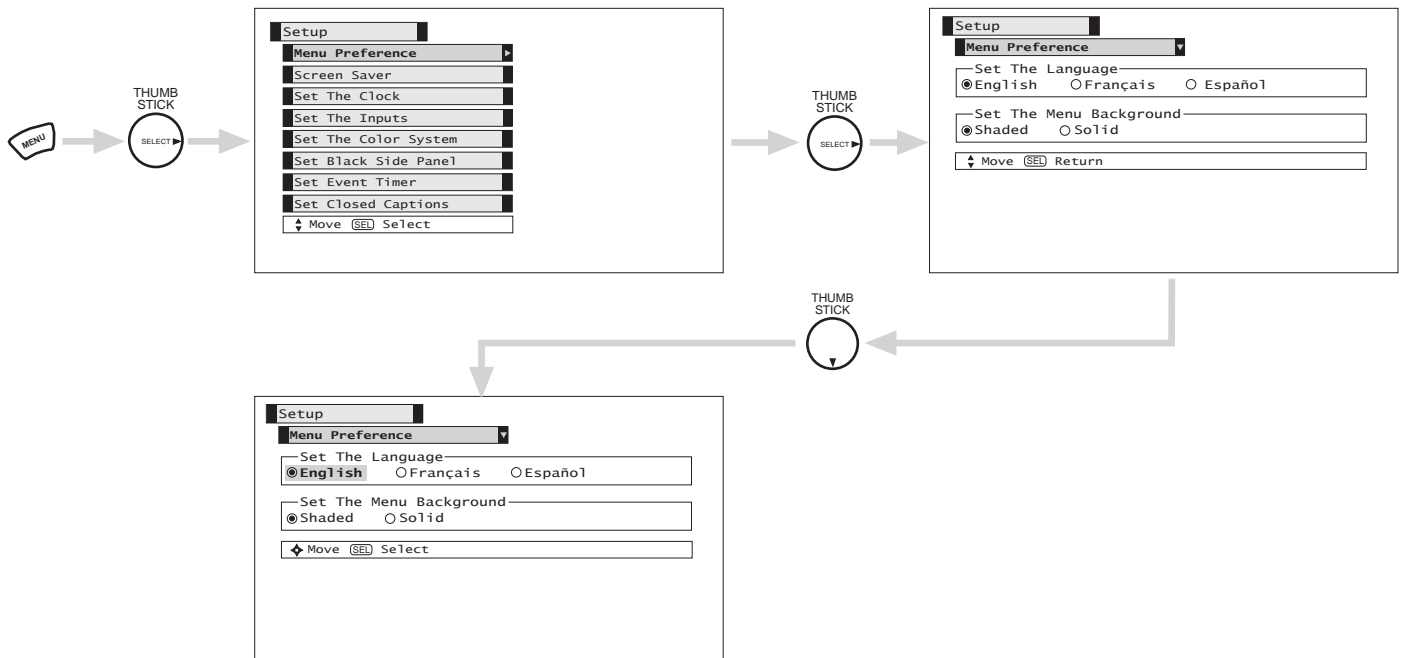 MENU
THUMB
STICK
SELECT
Setup
Menu Preference
Screen Saver
Set The Clock
Set The Inputs
Set The Color System
Set Black Side Panel
Set Event Timer
Set Closed Captions
Move SEL Select
THUMB
STICK
SELECT
Setup
Menu Preference
Set The Language
English Français Español
Set The Menu Background
Shaded Solid
Move SEL Return
THUMB
STICK
Setup
Menu Preference
Set The Language
English Français Español
Set The Menu Background
Shaded Solid
Move SEL Select